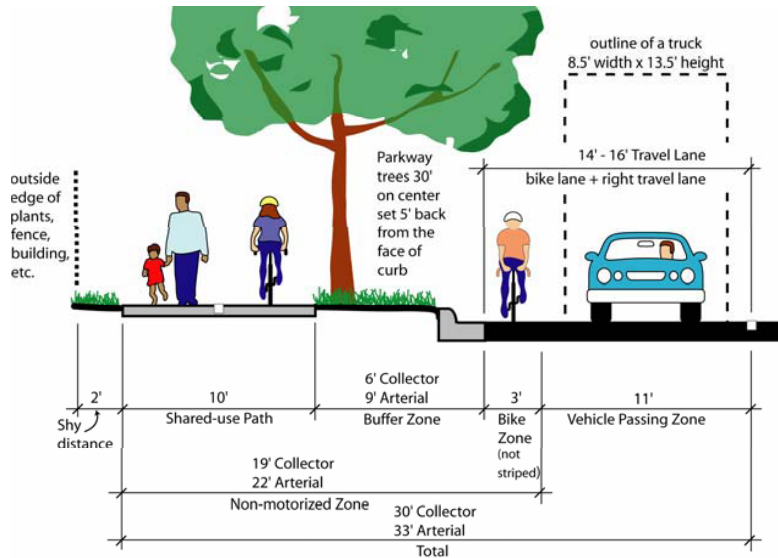 outline of a truck
8.5' width x 13.5' height
14' - 16' Travel Lane
bike lane + right travel lane
Parkway
trees 30'
on center
set 5' back
from the
face of
curb
outside
edge of
plants,
fence,
building,
etc.
2'
Shy
distance
10'
Shared-use Path
6' Collector
9' Arterial
Buffer Zone
3'
Bike
Zone
(not
striped)
11'
Vehicle Passing Zone
19' Collector
22' Arterial
Non-motorized Zone
30' Collector
33' Arterial
Total